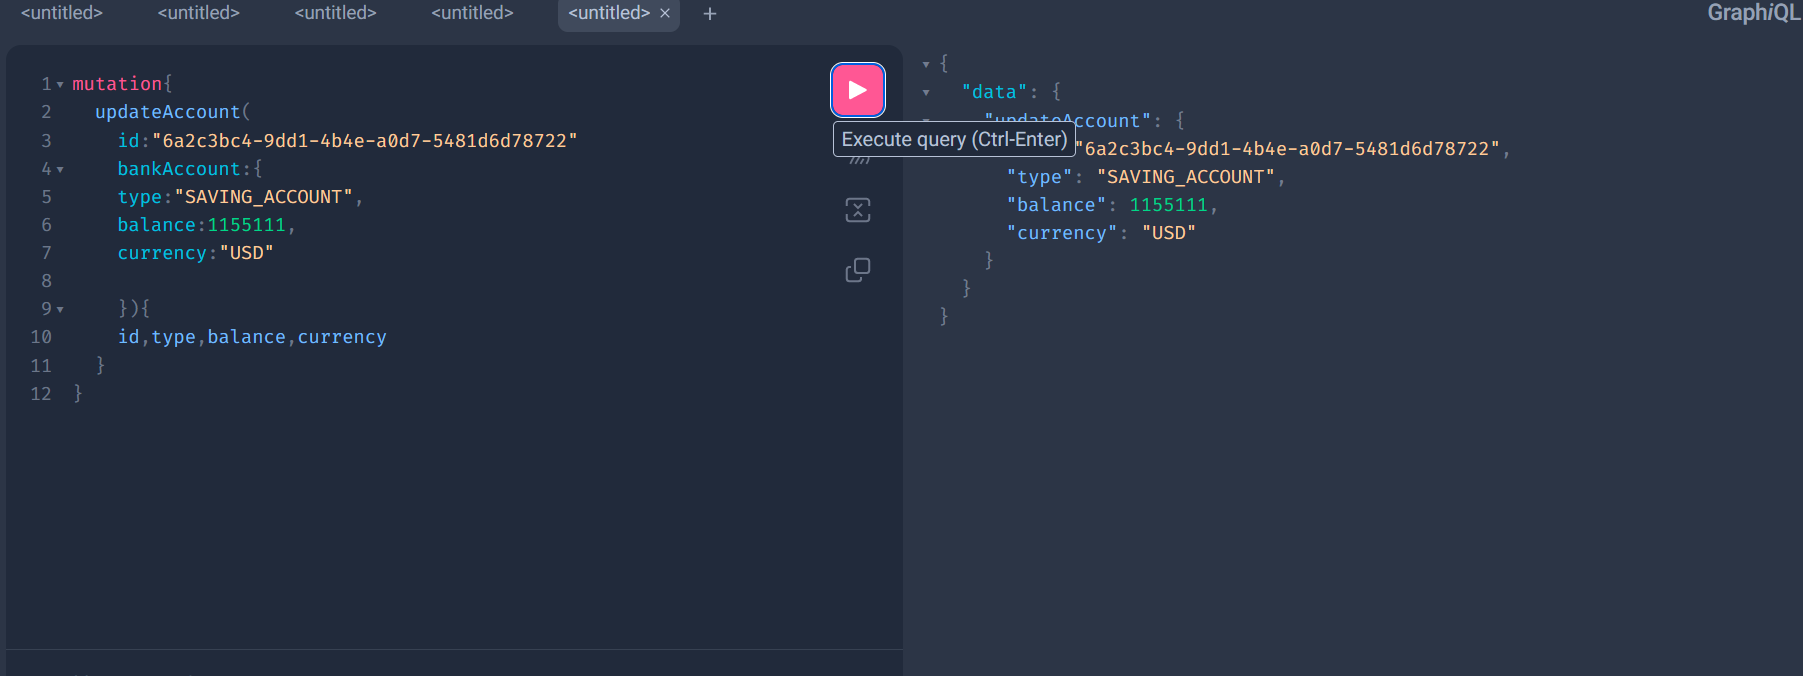 <untitled> <untitled> <untitled> <untitled> <untitled> × + GraphiQL
1 mutation{
2 updateAccount(
3 id:"6a2c3bc4-9dd1-4b4e-a0d7-5481d6d78722"
4 bankAccount:{
5 type:"SAVING_ACCOUNT",
6 balance:1155111,
7 currency:"USD"
8
9 }){
10 id,type,balance,currency
11 }
12 }
Execute query (Ctrl-Enter)
{
"data": {
"updateAccount": {
"6a2c3bc4-9dd1-4b4e-a0d7-5481d6d78722",
"type": "SAVING_ACCOUNT",
"balance": 1155111,
"currency": "USD"
}
}
}